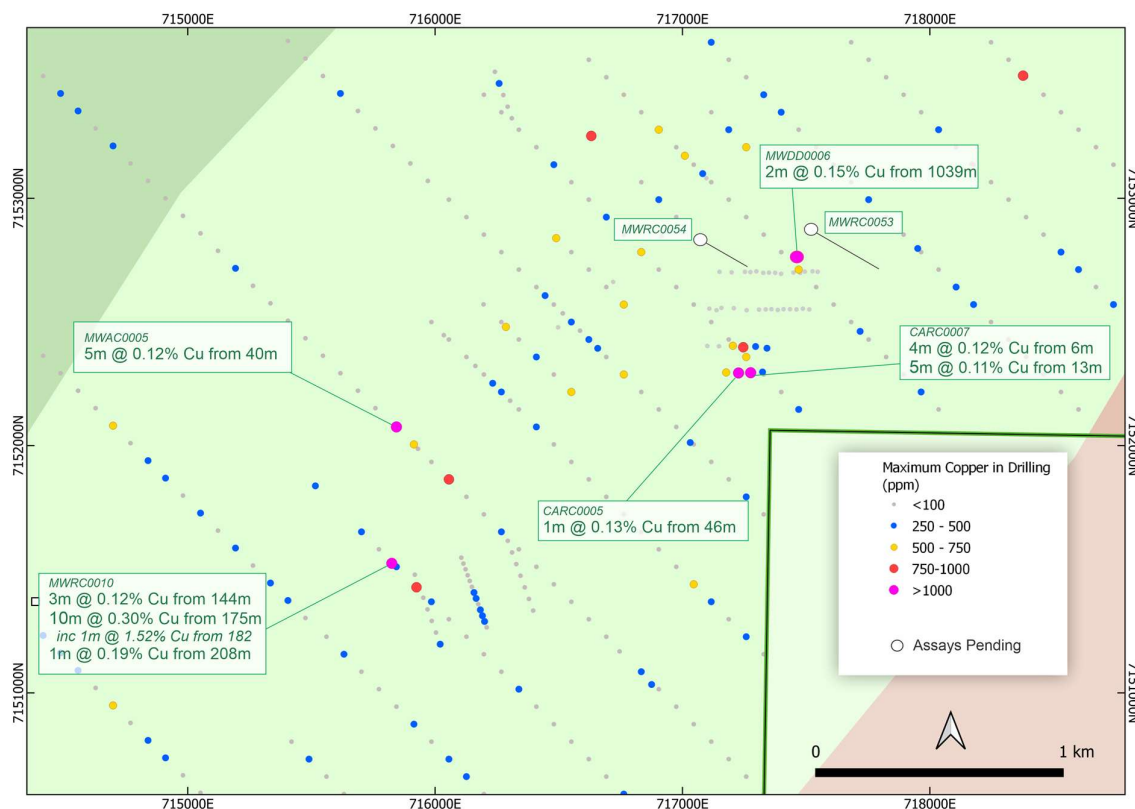 715000E
716000E
717000E
718000E
7153000N
7153000N
MWDD0006
2m @ 0.15% Cu from 1039m
MWRC0054
MWRC0053
MWAC0005
5m @ 0.12% Cu from 40m
CARC0007
4m @ 0.12% Cu from 6m
5m @ 0.11% Cu from 13m
7152000N
7152000N
CARC0005
1m @ 0.13% Cu from 46m
Maximum Copper in Drilling
(ppm)
<100
250 - 500
500 - 750
750-1000
>1000
Assays Pending
MWRC0010
3m @ 0.12% Cu from 144m
10m @ 0.30% Cu from 175m
inc 1m @ 1.52% Cu from 182
1m @ 0.19% Cu from 208m
7151000N
7151000N
0
1 km
715000E
716000E
717000E
718000E